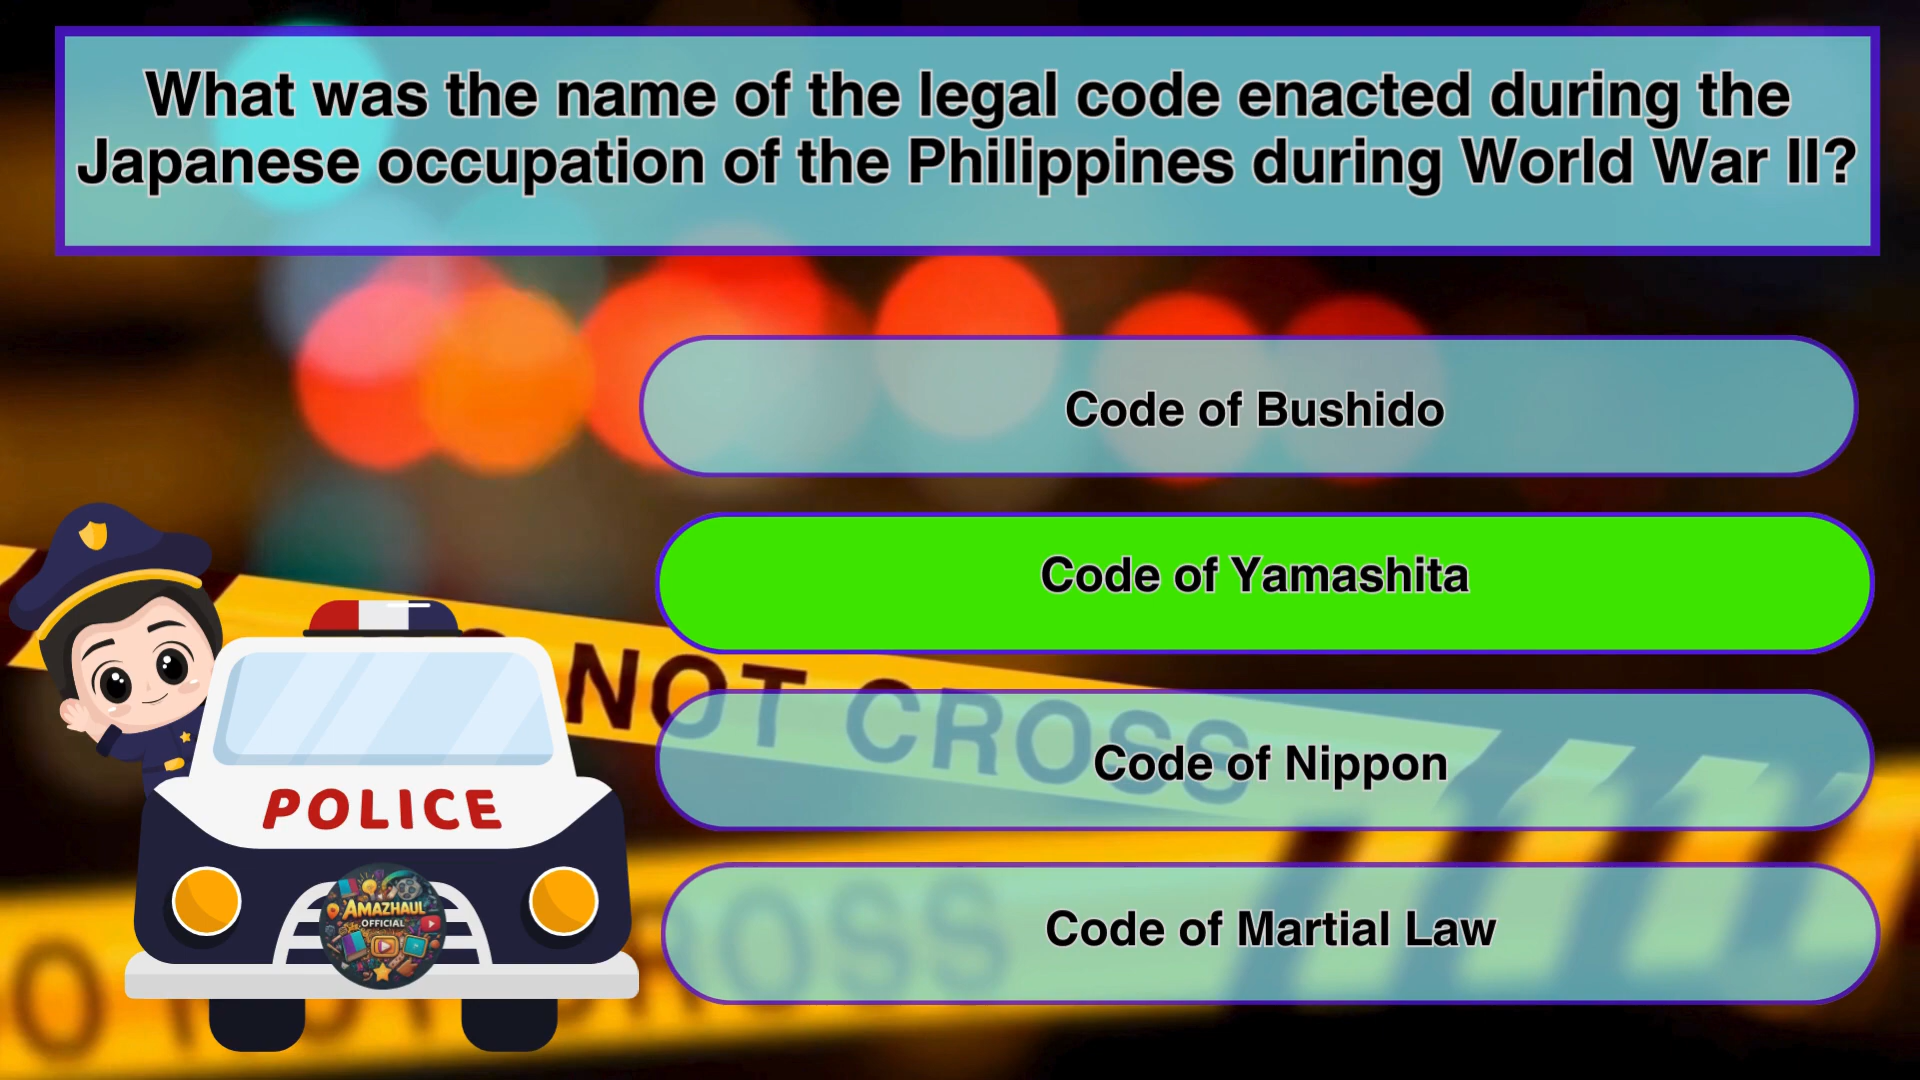 What was the name of the legal code enacted during the
Japanese occupation of the Philippines during World War II?
Code of Bushido
Code of Yamashita
NOT CROSS
Code of Nippon
POLICE
AMAZHAUL
OFFICIAL
Code of Martial Law